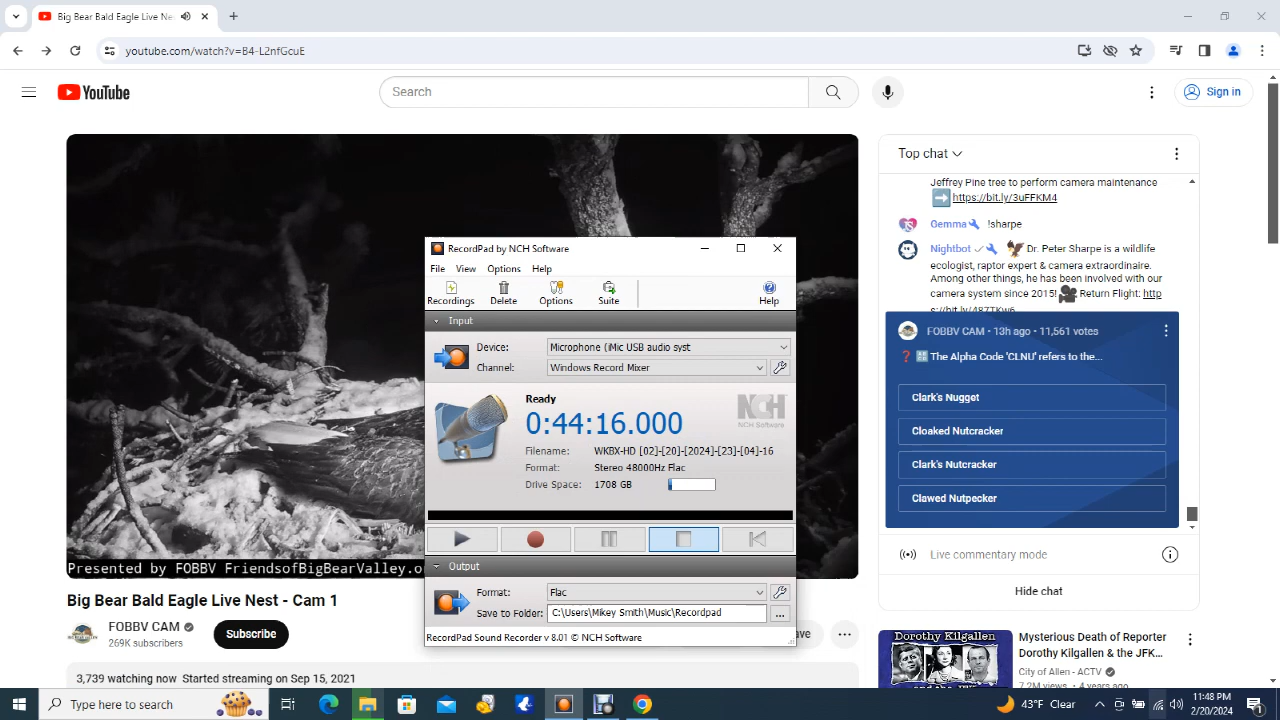 Big Bear Bald Eagle Live Nes
youtube.com/watch?v=B4-L2nfGcuE
YouTube
Search
Sign in
Presented by FOBBV FriendsofBigBearValley.o
Big Bear Bald Eagle Live Nest - Cam 1
FOBBV CAM
269K subscribers
Subscribe
ave
3,739 watching now Started streaming on Sep 15, 2021
RecordPad by NCH Software
File View Options Help
Recordings Delete Options Suite Help
Input
Device: Microphone (iMic USB audio syst
Channel: Windows Record Mixer
Ready
0:44:16.000
NCH
NCH Software
Filename: WKBX-HD [02]-[20]-[2024]-[23]-[04]-16
Format: Stereo 48000Hz Flac
Drive Space: 1708 GB
Output
Format: Flac
Save to Folder: C:\Users\Mikey Smith\Music\Recordpad ...
RecordPad Sound Recorder v 8.01 © NCH Software
Top chat
Jeffrey Pine tree to perform camera maintenance
https://bit.ly/3uFFKM4
Gemma !sharpe
Nightbot Dr. Peter Sharpe is a wildlife
ecologist, raptor expert & camera extraordinaire.
Among other things, he has been involved with our
camera system since 2015! Return Flight: http
s://bit.ly/487TKw6
FOBBV CAM • 13h ago • 11,561 votes
The Alpha Code 'CLNU' refers to the...
Clark's Nugget
Cloaked Nutcracker
Clark's Nutcracker
Clawed Nutpecker
Live commentary mode
Hide chat
DOROTHY KILGALLEN
Mysterious Death of Reporter
Dorothy Kilgallen & the JFK...
City of Allen - ACTV
7.2M views • 4 years ago
Type here to search
43°F Clear
11:48 PM
2/20/2024
1